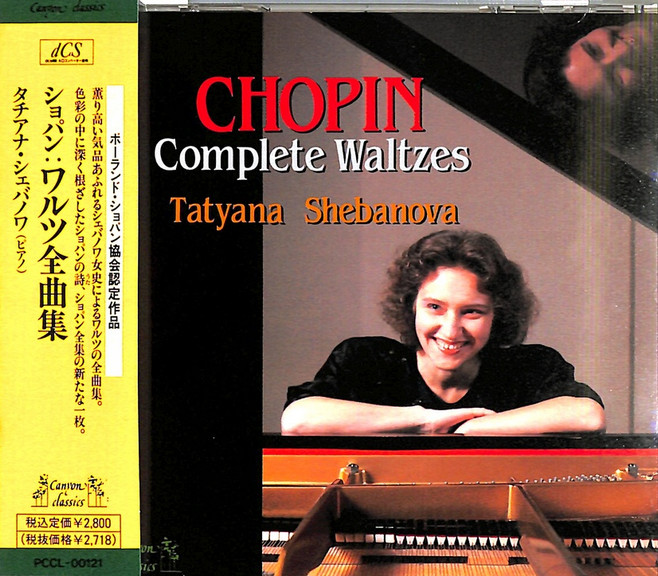 Canyon classics
dCS
ポーランド・ショパン協会認定作品
薫り高い気品あふれるシェバノワ女史によるワルツの全曲集。
色彩の中に深く根ざしたショパンの詩、ショパン全集の新たな一枚。
ショパン：ワルツ全曲集
タチアナ・シェバノワ（ピアノ）
Canyon
classics
税込定価￥2,800
（税抜価格￥2,718）
PCCL-00121
CHOPIN
Complete Waltzes
Tatyana Shebanova
Canyon
classics